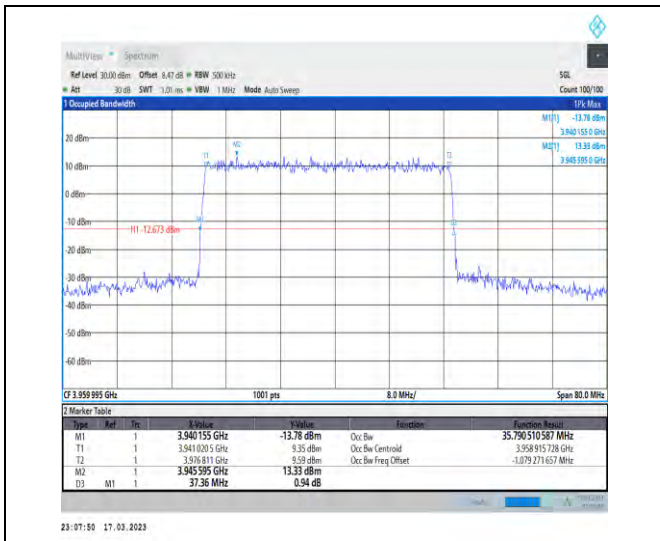 MultiView Spectrum
Ref Level 30.00 dBm Offset 8.47 dB RBW 500 kHz SGL
Att 30 dB SWT 1.01 ms VBW 1 MHz Mode Auto Sweep Count 100/100
1 Occupied Bandwidth 1Pk Max
M1[1] -13.78 dBm
3.940 155 0 GHz
20 dBm M2[1] 13.33 dBm
3.945 595 0 GHz
M2
T1 T2
10 dBm
0 dBm
-10 dBm
H1 -12.673 dBm
-20 dBm
-30 dBm
-40 dBm
-50 dBm
-60 dBm
CF 3.959 995 GHz 1001 pts 8.0 MHz/ Span 80.0 MHz
2 Marker Table
Type Ref Trc X-Value Y-Value Function Function Result
M1 1 3.940155 GHz -13.78 dBm Occ Bw 35.790 510 587 MHz
T1 1 3.941 020 5 GHz 9.35 dBm Occ Bw Centroid 3.958 915 728 GHz
T2 1 3.976 811 GHz 9.59 dBm Occ Bw Freq Offset -1.079 271 657 MHz
M2 1 3.945595 GHz 13.33 dBm
D3 M1 1 37.36 MHz 0.94 dB
23:07:50 17.03.2023